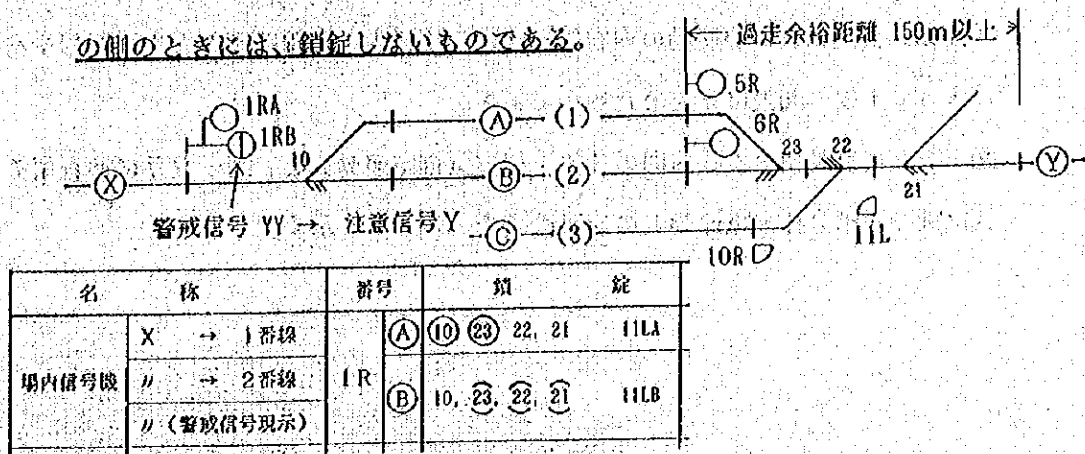 の側のときには、鎖錠しないものである。
過走余裕距離 150m以上
5R
1RA
1RB
6R
10
23
22
21
Ⓧ
Ⓐ (1)
Ⓑ (2)
Ⓒ (3)
Ⓨ
警戒信号 YY → 注意信号Y
10R
11L
名 称 番号 鎖 錠
場内信号機 1R
X → 1番線 Ⓐ ⑩ ㉓ 22, 21 11LA
〃 → 2番線 Ⓑ 10, 23, 22, 21 11LB
〃 (警戒信号現示)